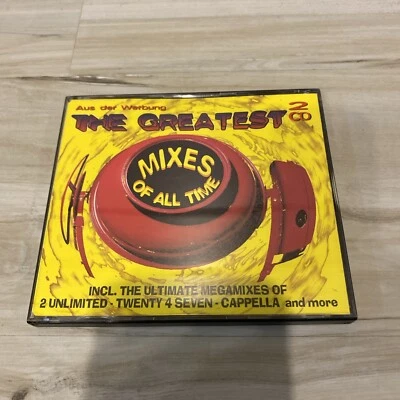 Aus der Werbung
THE GREATEST 28
MIXES
OF ALL TIME
INCL. THE ULTIMATE MEGAMIXES OF
2 UNLIMITED - TWENTY 4 SEVEN - CAPPELLA and more